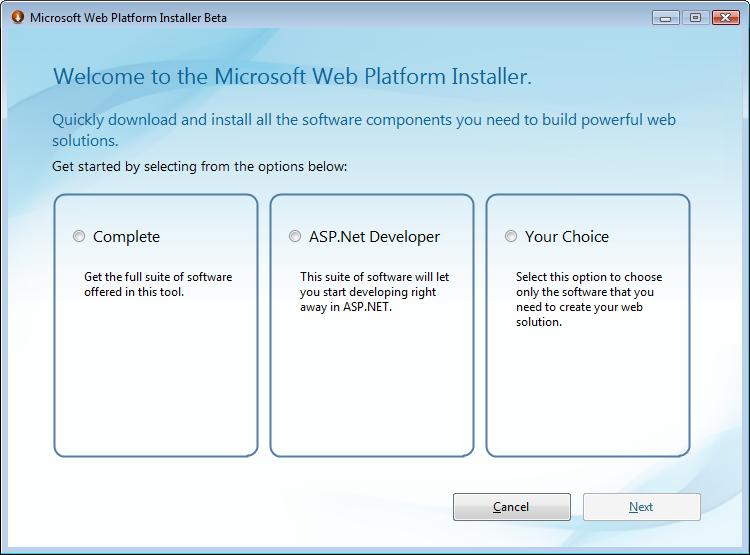 Microsoft Web Platform Installer Beta
Welcome to the Microsoft Web Platform Installer.
Quickly download and install all the software components you need to build powerful web
solutions.
Get started by selecting from the options below:
Complete
Get the full suite of software
offered in this tool.
ASP.Net Developer
This suite of software will let
you start developing right
away in ASP.NET.
Your Choice
Select this option to choose
only the software that you
need to create your web
solution.
Cancel
Next